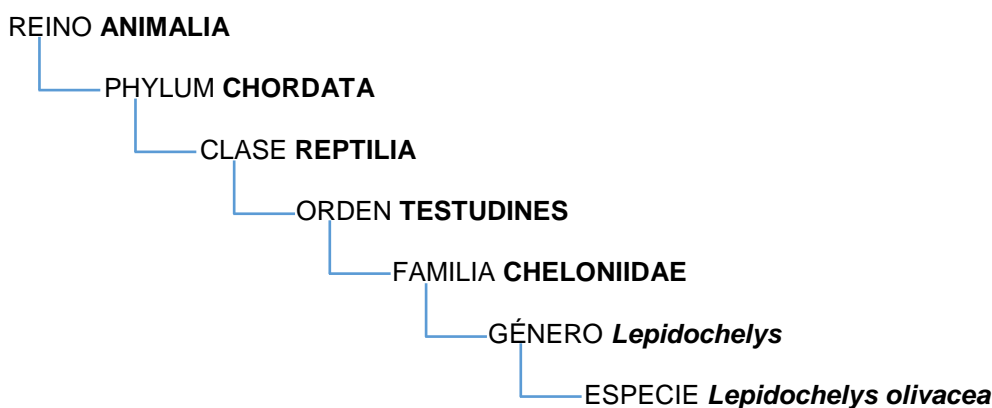 REINO ANIMALIA
PHYLUM CHORDATA
CLASE REPTILIA
ORDEN TESTUDINES
FAMILIA CHELONIIDAE
GÉNERO Lepidochelys
ESPECIE Lepidochelys olivacea